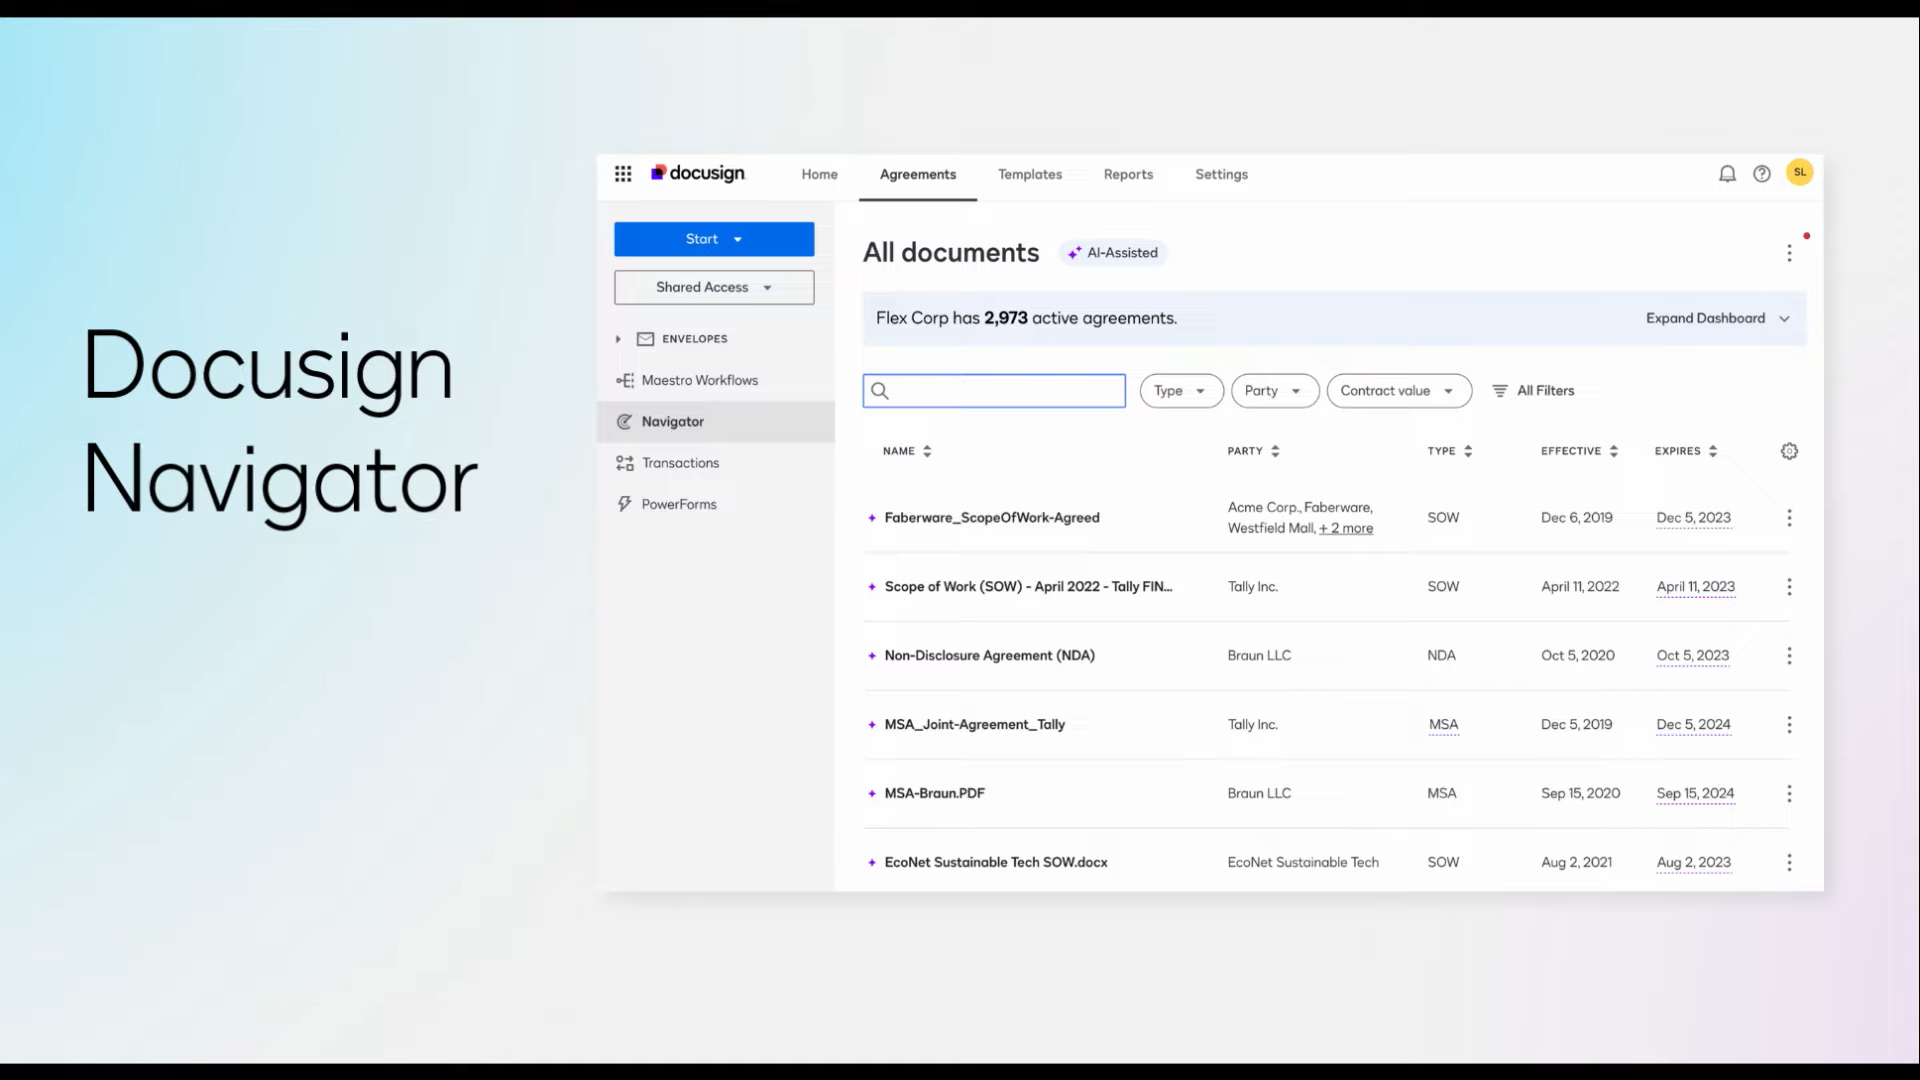 Docusign
Navigator
docusign
Home
Agreements
Templates
Reports
Settings
SL
Start
Shared Access
ENVELOPES
Maestro Workflows
Navigator
Transactions
PowerForms
All documents
AI-Assisted
Flex Corp has 2,973 active agreements.
Expand Dashboard
Type
Party
Contract value
All Filters
NAME
PARTY
TYPE
EFFECTIVE
EXPIRES
Faberware_ScopeOfWork-Agreed
Acme Corp., Faberware,
Westfield Mall, + 2 more
SOW
Dec 6, 2019
Dec 5, 2023
Scope of Work (SOW) - April 2022 - Tally FIN...
Tally Inc.
SOW
April 11, 2022
April 11, 2023
Non-Disclosure Agreement (NDA)
Braun LLC
NDA
Oct 5, 2020
Oct 5, 2023
MSA_Joint-Agreement_Tally
Tally Inc.
MSA
Dec 5, 2019
Dec 5, 2024
MSA-Braun.PDF
Braun LLC
MSA
Sep 15, 2020
Sep 15, 2024
EcoNet Sustainable Tech SOW.docx
EcoNet Sustainable Tech
SOW
Aug 2, 2021
Aug 2, 2023